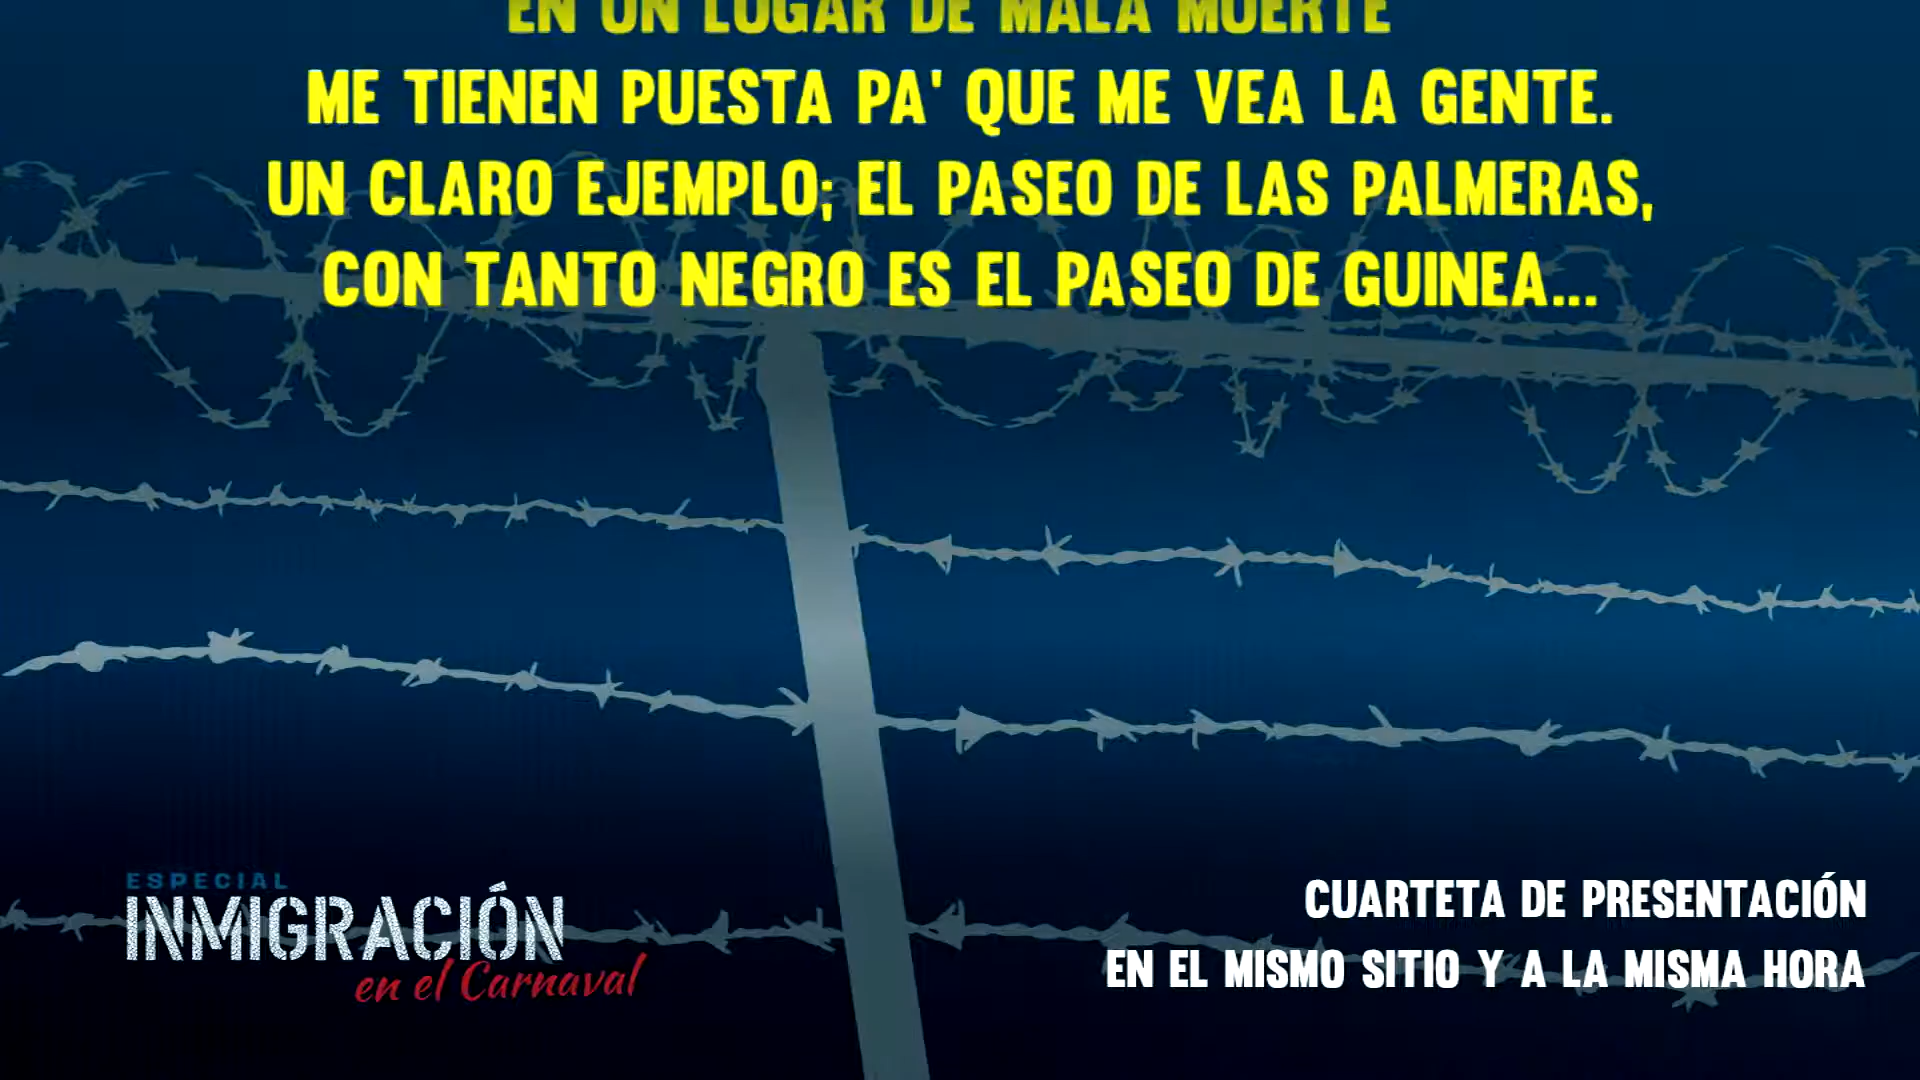 EN UN LUGAR DE MALA MUERTE
ME TIENEN PUESTA PA' QUE ME VEA LA GENTE.
UN CLARO EJEMPLO; EL PASEO DE LAS PALMERAS,
CON TANTO NEGRO ES EL PASEO DE GUINEA...
ESPECIAL
INMIGRACIÓN
en el Carnaval
CUARTETA DE PRESENTACIÓN
EN EL MISMO SITIO Y A LA MISMA HORA